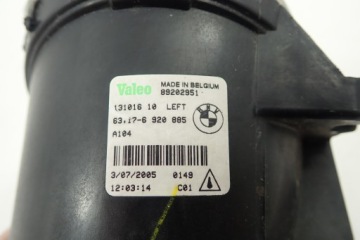 Valeo MADE IN BELGIUM
89202951
131016 10 LEFT
63.17-6 920 885
A104
3/07/2005 0149
12:03:14 C01